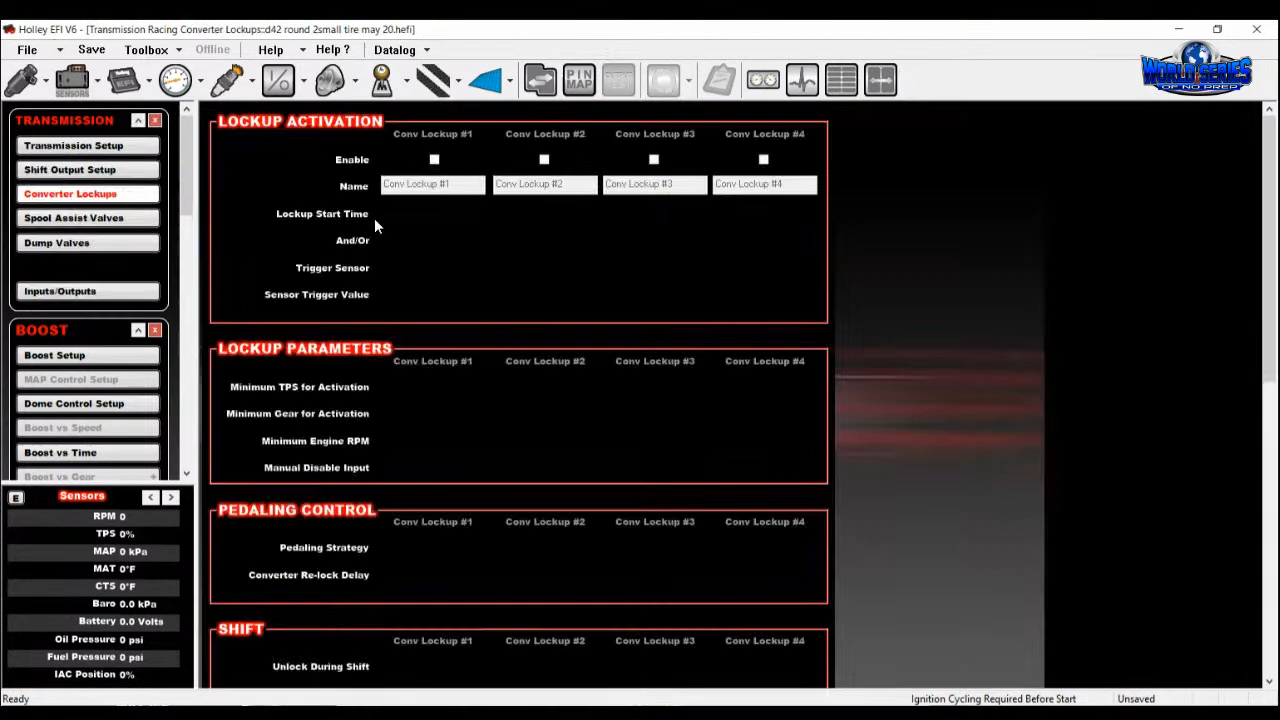 Holley EFI V6 - [Transmission Racing Converter Lockups::d42 round 2small tire may 20.hefi]
File Save Toolbox Offline Help Help ? Datalog
SENSORS I/O PIN MAP
WORLD SERIES
OF NO PREP
TRANSMISSION
Transmission Setup
Shift Output Setup
Converter Lockups
Spool Assist Valves
Dump Valves
Inputs/Outputs
BOOST
Boost Setup
MAP Control Setup
Dome Control Setup
Boost vs Speed
Boost vs Time
Boost vs Gear +
E Sensors < >
RPM 0
TPS 0%
MAP 0 kPa
MAT 0°F
CTS 0°F
Baro 0.0 kPa
Battery 0.0 Volts
Oil Pressure 0 psi
Fuel Pressure 0 psi
IAC Position 0%
LOCKUP ACTIVATION
Conv Lockup #1 Conv Lockup #2 Conv Lockup #3 Conv Lockup #4
Enable
Name Conv Lockup #1 Conv Lockup #2 Conv Lockup #3 Conv Lockup #4
Lockup Start Time
And/Or
Trigger Sensor
Sensor Trigger Value
LOCKUP PARAMETERS
Conv Lockup #1 Conv Lockup #2 Conv Lockup #3 Conv Lockup #4
Minimum TPS for Activation
Minimum Gear for Activation
Minimum Engine RPM
Manual Disable Input
PEDALING CONTROL
Conv Lockup #1 Conv Lockup #2 Conv Lockup #3 Conv Lockup #4
Pedaling Strategy
Converter Re-lock Delay
SHIFT
Conv Lockup #1 Conv Lockup #2 Conv Lockup #3 Conv Lockup #4
Unlock During Shift
Ready Ignition Cycling Required Before Start Unsaved